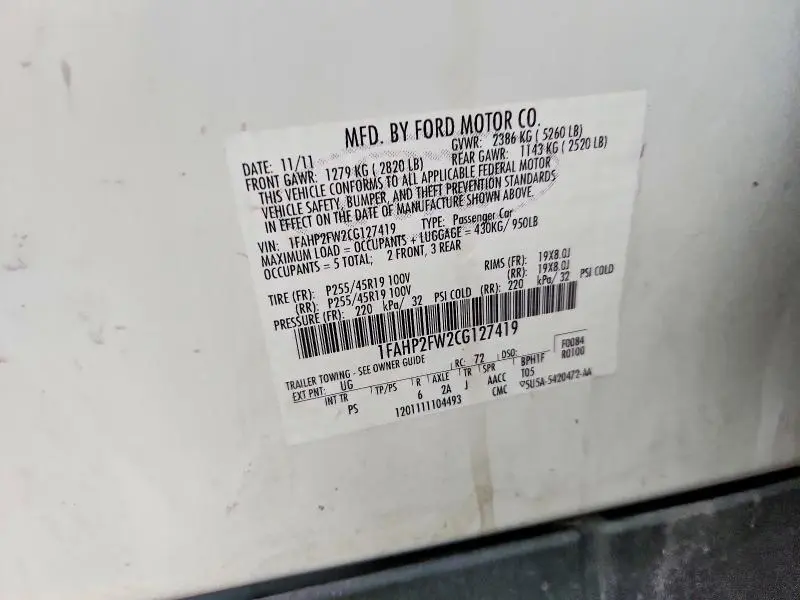 MFD. BY FORD MOTOR CO.
DATE: 11/11 GVWR: 2386 KG ( 5260 LB)
FRONT GAWR: 1279 KG ( 2820 LB) REAR GAWR: 1143 KG ( 2520 LB)
THIS VEHICLE CONFORMS TO ALL APPLICABLE FEDERAL MOTOR
VEHICLE SAFETY, BUMPER, AND THEFT PREVENTION STANDARDS
IN EFFECT ON THE DATE OF MANUFACTURE SHOWN ABOVE.
VIN: 1FAHP2FW2CG127419 TYPE: Passenger Car
MAXIMUM LOAD = OCCUPANTS + LUGGAGE = 430KG/ 950LB
OCCUPANTS = 5 TOTAL; 2 FRONT, 3 REAR
TIRE (FR): P255/45R19 100V RIMS (FR): 19X8.0J
(RR): P255/45R19 100V (RR): 19X8.0J
PRESSURE (FR): 220 kPa/ 32 PSI COLD (RR): 220 kPa/ 32 PSI COLD
1FAHP2FW2CG127419
F0084
R0100
TRAILER TOWING - SEE OWNER GUIDE RC: 72 DSO:
EXT PNT: UG
INT TR TP/PS R AXLE TR SPR BPH1F
PS 6 2A J AACC T05
1201111104493 CMC 5U5A-5420472-AA